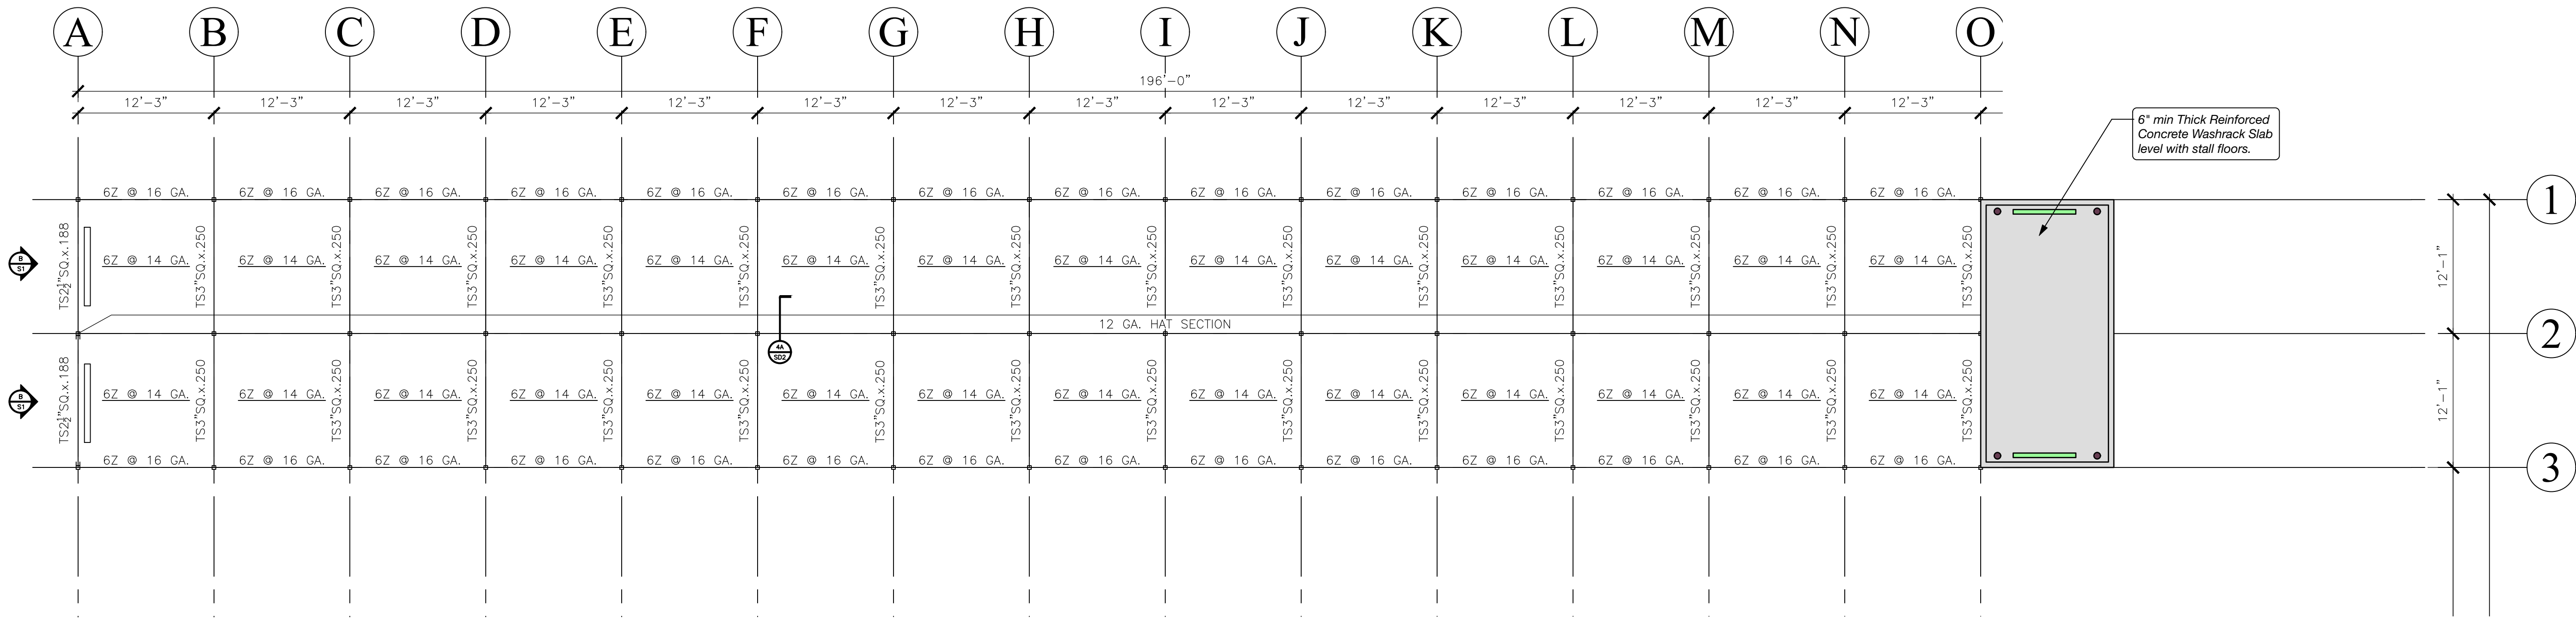 A B C D E F G H I J K L M N O
196'-0"
12'-3" 12'-3" 12'-3" 12'-3" 12'-3" 12'-3" 12'-3" 12'-3" 12'-3" 12'-3" 12'-3" 12'-3" 12'-3" 12'-3"
6" min Thick Reinforced
Concrete Washrack Slab
level with stall floors.
6Z @ 16 GA. 6Z @ 16 GA. 6Z @ 16 GA. 6Z @ 16 GA. 6Z @ 16 GA. 6Z @ 16 GA. 6Z @ 16 GA. 6Z @ 16 GA. 6Z @ 16 GA. 6Z @ 16 GA. 6Z @ 16 GA. 6Z @ 16 GA. 6Z @ 16 GA. 6Z @ 16 GA.
1
B
S1
TS2½"SQ.x.188 TS3"SQ.x.250 TS3"SQ.x.250 TS3"SQ.x.250 TS3"SQ.x.250 TS3"SQ.x.250 TS3"SQ.x.250 TS3"SQ.x.250 TS3"SQ.x.250 TS3"SQ.x.250 TS3"SQ.x.250 TS3"SQ.x.250 TS3"SQ.x.250 TS3"SQ.x.250 TS3"SQ.x.250
6Z @ 14 GA. 6Z @ 14 GA. 6Z @ 14 GA. 6Z @ 14 GA. 6Z @ 14 GA. 6Z @ 14 GA. 6Z @ 14 GA. 6Z @ 14 GA. 6Z @ 14 GA. 6Z @ 14 GA. 6Z @ 14 GA. 6Z @ 14 GA. 6Z @ 14 GA. 6Z @ 14 GA.
12'-1"
12 GA. HAT SECTION
2
4A
SD2
B
S1
TS2½"SQ.x.188 TS3"SQ.x.250 TS3"SQ.x.250 TS3"SQ.x.250 TS3"SQ.x.250 TS3"SQ.x.250 TS3"SQ.x.250 TS3"SQ.x.250 TS3"SQ.x.250 TS3"SQ.x.250 TS3"SQ.x.250 TS3"SQ.x.250 TS3"SQ.x.250 TS3"SQ.x.250 TS3"SQ.x.250
6Z @ 14 GA. 6Z @ 14 GA. 6Z @ 14 GA. 6Z @ 14 GA. 6Z @ 14 GA. 6Z @ 14 GA. 6Z @ 14 GA. 6Z @ 14 GA. 6Z @ 14 GA. 6Z @ 14 GA. 6Z @ 14 GA. 6Z @ 14 GA. 6Z @ 14 GA. 6Z @ 14 GA.
12'-1"
6Z @ 16 GA. 6Z @ 16 GA. 6Z @ 16 GA. 6Z @ 16 GA. 6Z @ 16 GA. 6Z @ 16 GA. 6Z @ 16 GA. 6Z @ 16 GA. 6Z @ 16 GA. 6Z @ 16 GA. 6Z @ 16 GA. 6Z @ 16 GA. 6Z @ 16 GA. 6Z @ 16 GA.
3